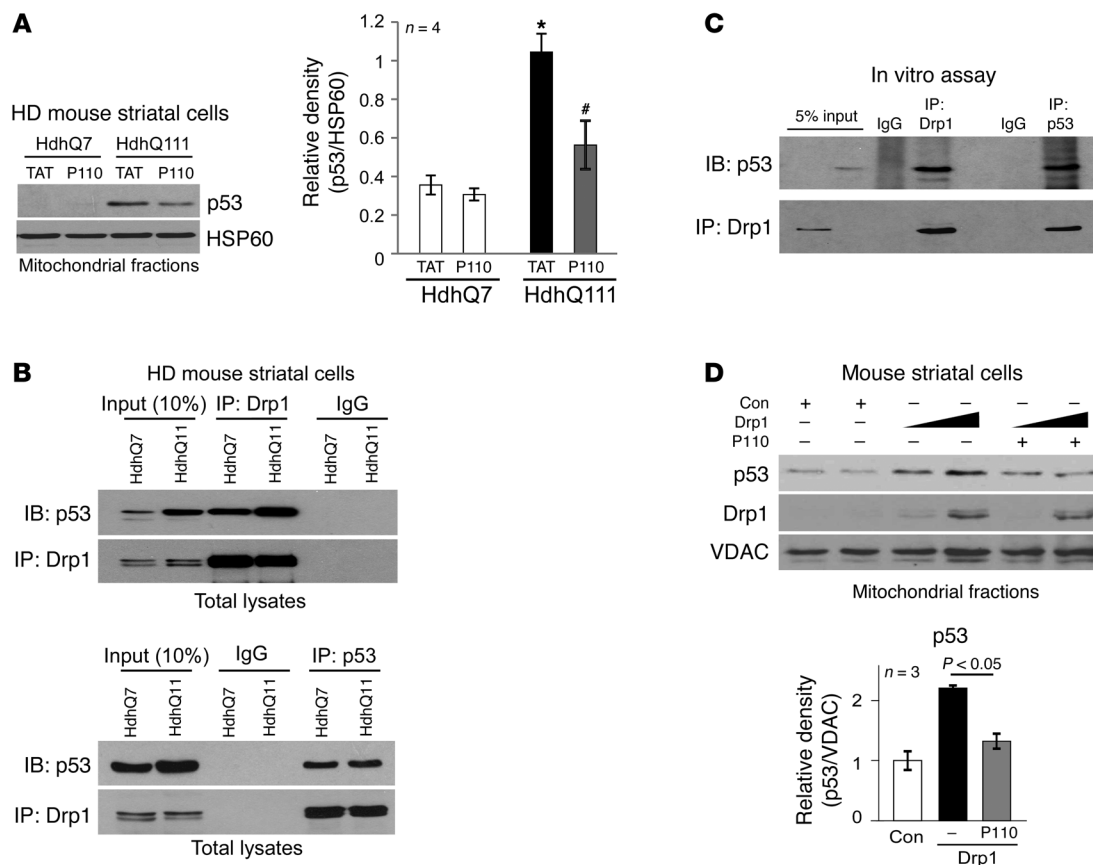 A
HD mouse striatal cells
HdhQ7 HdhQ111
TAT P110 TAT P110
p53
HSP60
Mitochondrial fractions
n = 4
Relative density
(p53/HSP60)
1.2
1
0.8
0.6
0.4
0.2
0
*
#
TAT P110 TAT P110
HdhQ7 HdhQ111
B
HD mouse striatal cells
Input (10%) IP: Drp1 IgG
HdhQ7 HdhQ11 HdhQ7 HdhQ11 HdhQ7 HdhQ11
IB: p53
IP: Drp1
Total lysates
Input (10%) IgG IP: p53
HdhQ7 HdhQ11 HdhQ7 HdhQ11 HdhQ7 HdhQ11
IB: p53
IP: Drp1
Total lysates
C
In vitro assay
5% input IgG IP: Drp1 IgG IP: p53
IB: p53
IP: Drp1
D
Mouse striatal cells
Con + + – – – –
Drp1 – –
P110 – – – – + +
p53
Drp1
VDAC
Mitochondrial fractions
p53
n = 3
P < 0.05
Relative density
(p53/VDAC)
2
1
0
Con – P110
Drp1